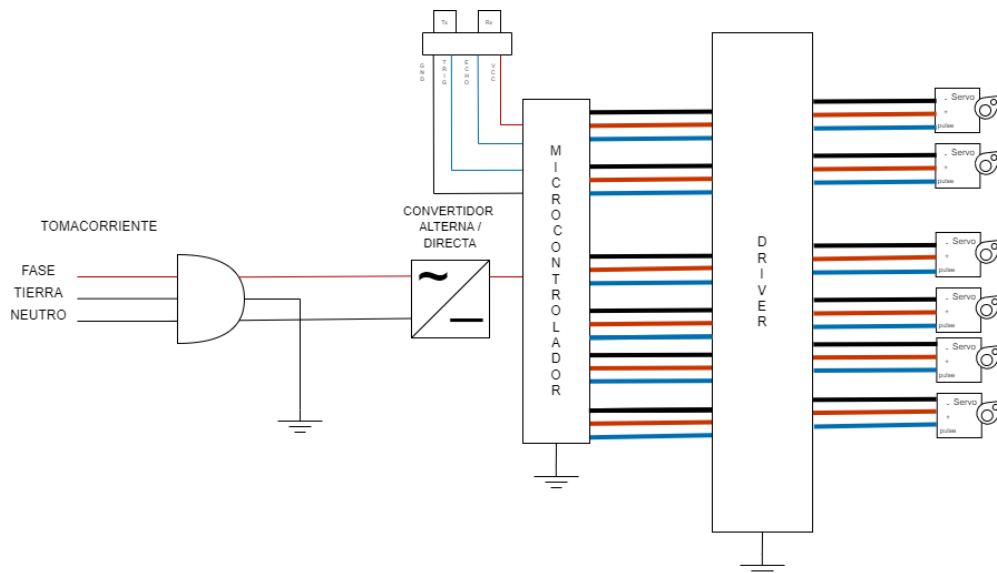 Tx
Rx
GND
TRIG
ECHO
VCC
TOMACORRIENTE
FASE
TIERRA
NEUTRO
CONVERTIDOR
ALTERNA /
DIRECTA
~
MICROCONTROLADOR
DRIVER
- Servo
+
pulse
- Servo
+
pulse
- Servo
+
pulse
- Servo
+
pulse
- Servo
+
pulse
- Servo
+
pulse